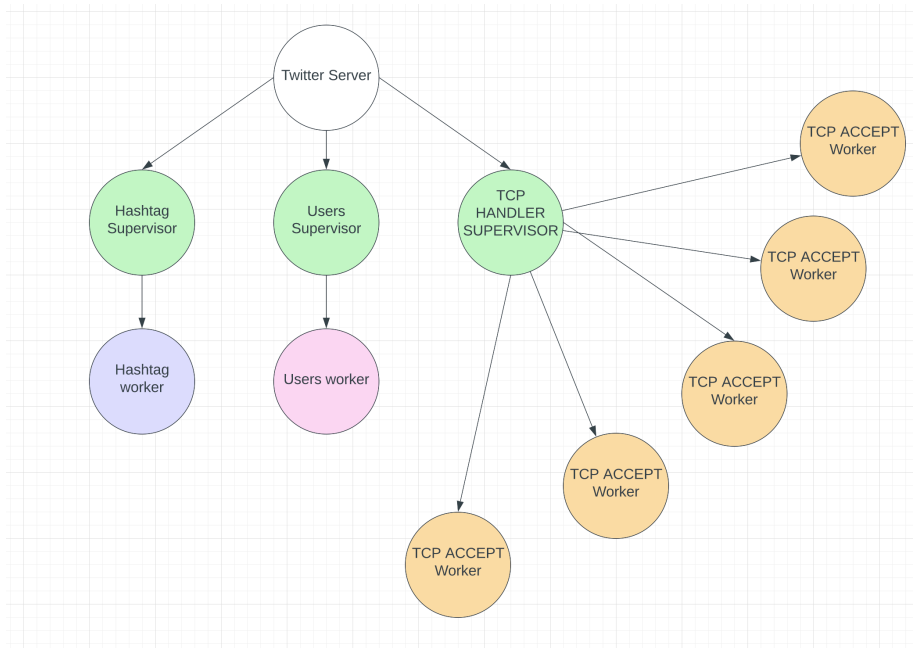 Twitter Server
Hashtag
Supervisor
Users
Supervisor
TCP
HANDLER
SUPERVISOR
TCP ACCEPT
Worker
TCP ACCEPT
Worker
TCP ACCEPT
Worker
TCP ACCEPT
Worker
TCP ACCEPT
Worker
Hashtag
worker
Users worker